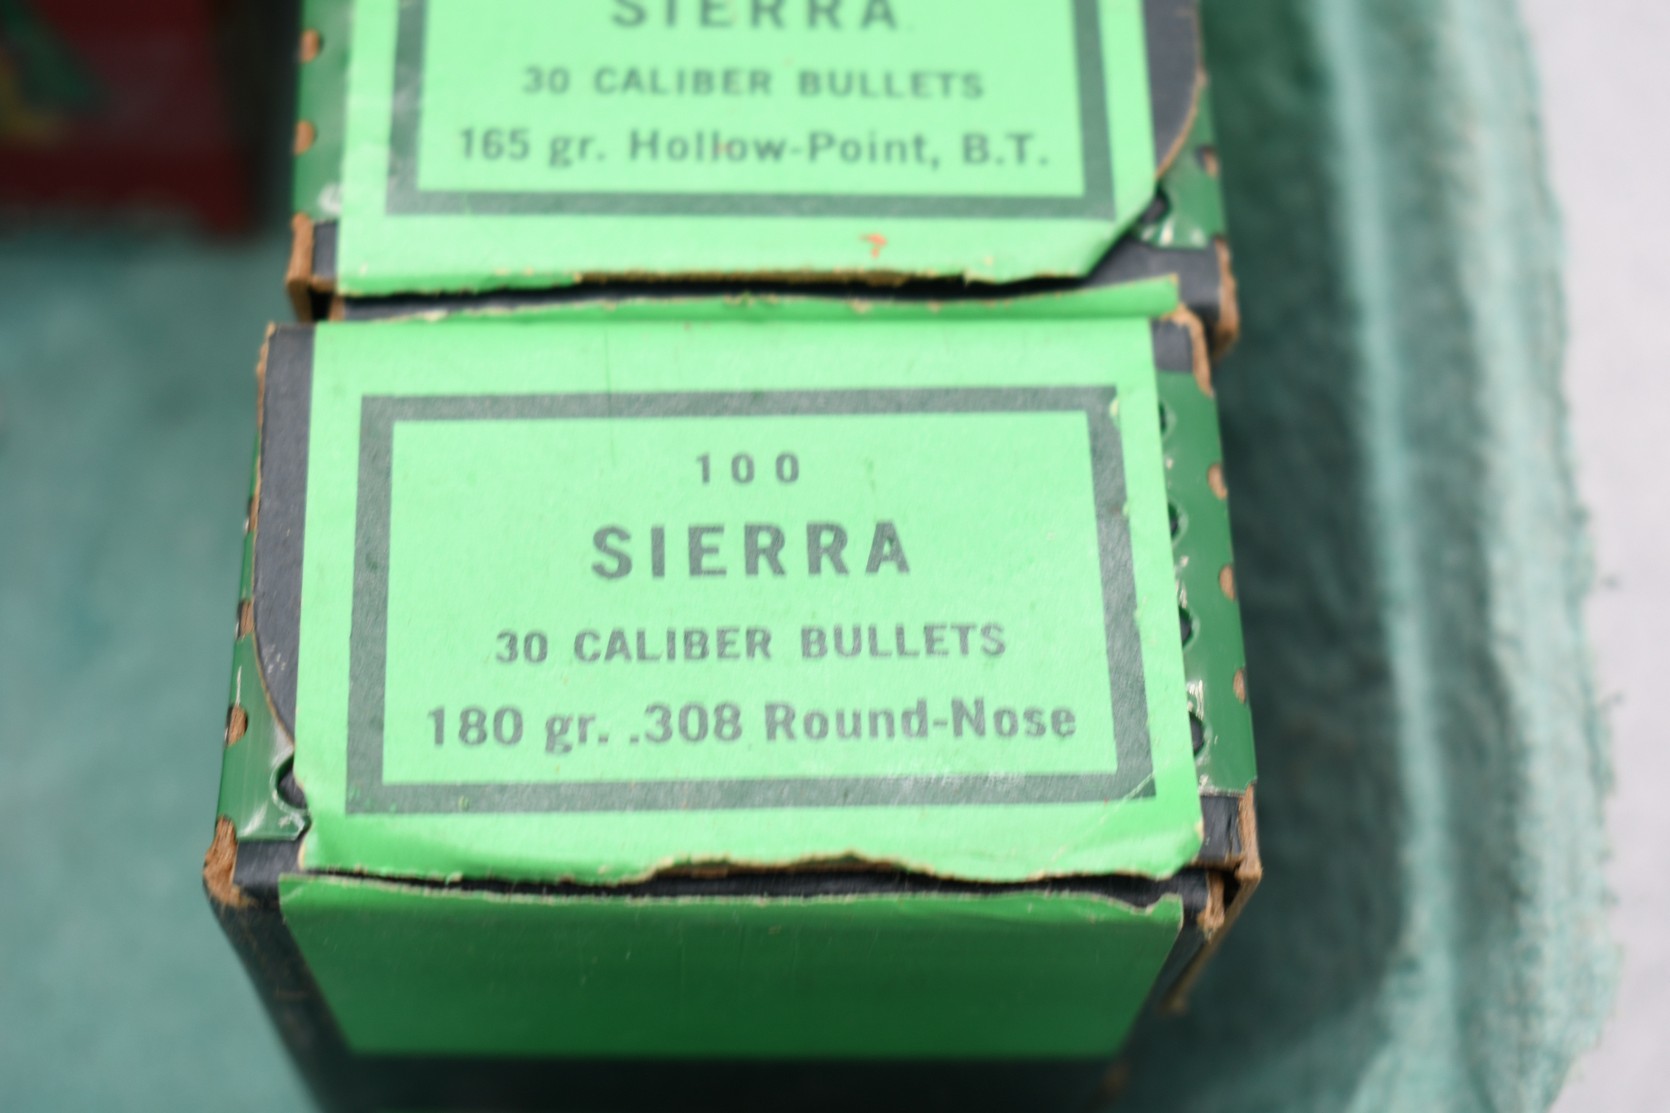 SIERRA
30 CALIBER BULLETS
165 gr. Hollow-Point, B.T.
100
SIERRA
30 CALIBER BULLETS
180 gr. .308 Round-Nose